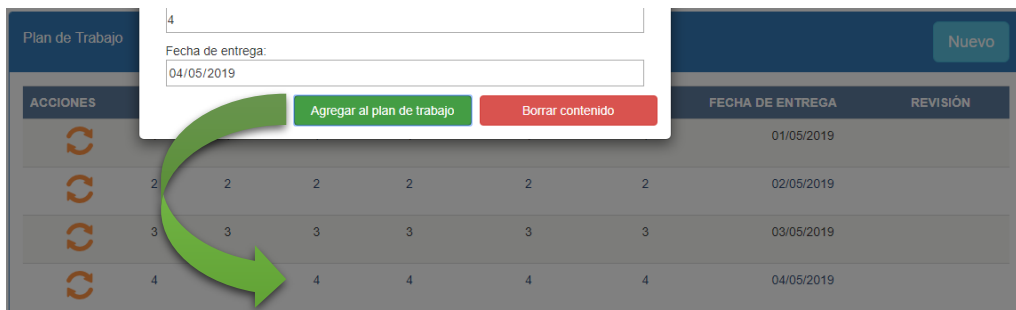 4
Plan de Trabajo
Nuevo
Fecha de entrega:
04/05/2019
Agregar al plan de trabajo Borrar contenido
ACCIONES FECHA DE ENTREGA REVISIÓN
01/05/2019
2 2 2 2 2 2 02/05/2019
3 3 3 3 3 3 03/05/2019
4 4 4 4 4 04/05/2019